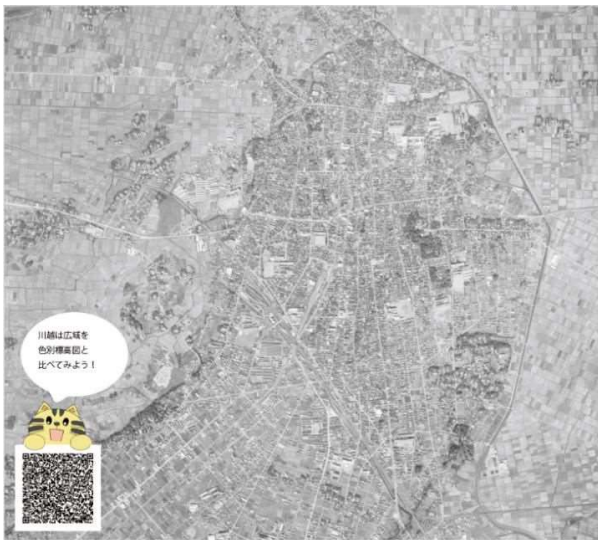 川越は広域を
色別標高図と
比べてみよう！